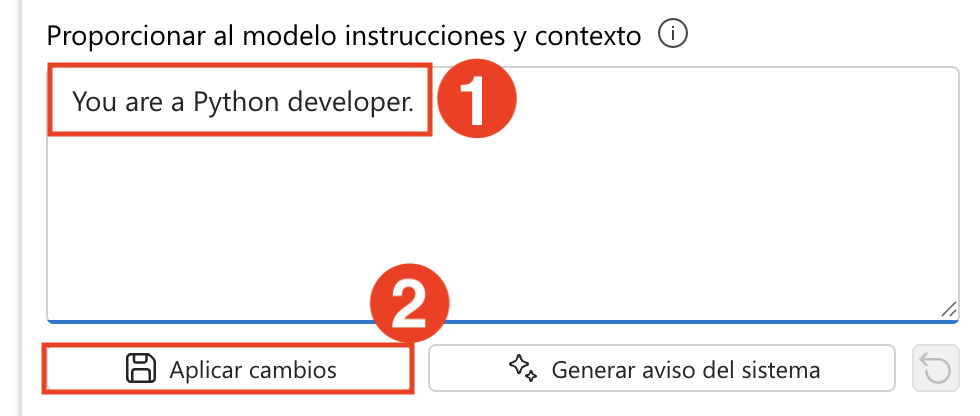 Proporcionar al modelo instrucciones y contexto
You are a Python developer.
1
2
Aplicar cambios
Generar aviso del sistema